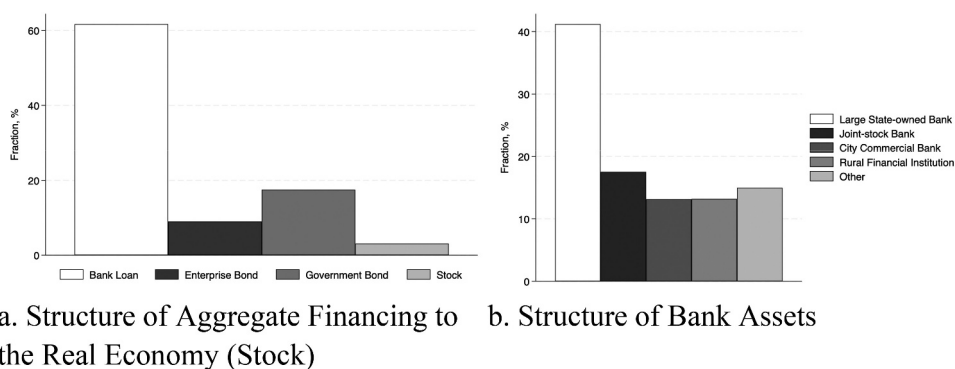 Fraction, %
60
40
20
0
Bank Loan Enterprise Bond Government Bond Stock
a. Structure of Aggregate Financing to
the Real Economy (Stock)
Fraction, %
40
30
20
10
0
Large State-owned Bank
Joint-stock Bank
City Commercial Bank
Rural Financial Institution
Other
b. Structure of Bank Assets